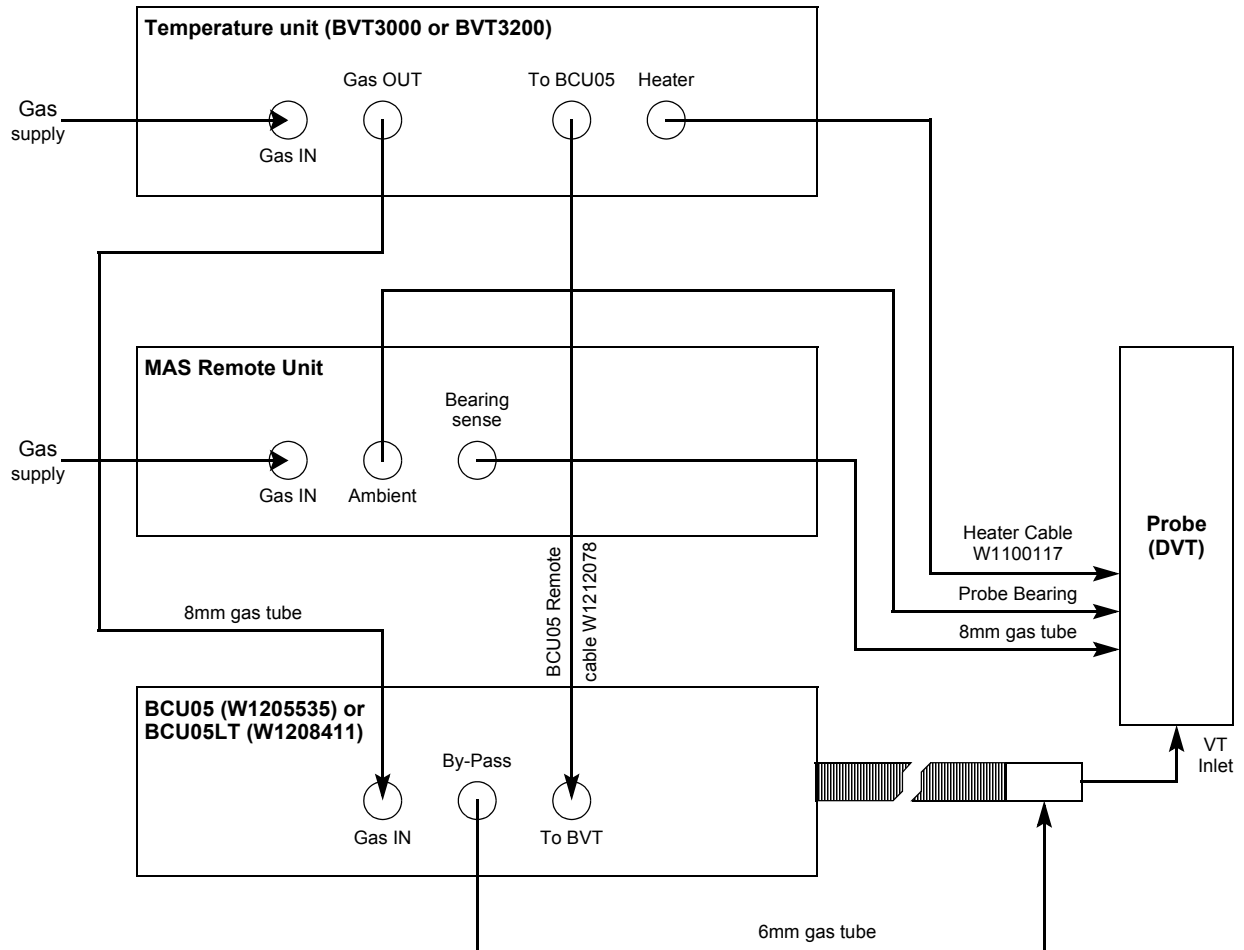 Temperature unit (BVT3000 or BVT3200)
Gas OUT
To BCU05
Heater
Gas
supply
Gas IN
MAS Remote Unit
Bearing
sense
Gas
supply
Gas IN
Ambient
Probe
(DVT)
Heater Cable
W1100117
Probe Bearing
8mm gas tube
8mm gas tube
BCU05 Remote
cable W1212078
BCU05 (W1205535) or
BCU05LT (W1208411)
By-Pass
Gas IN
To BVT
VT
Inlet
6mm gas tube